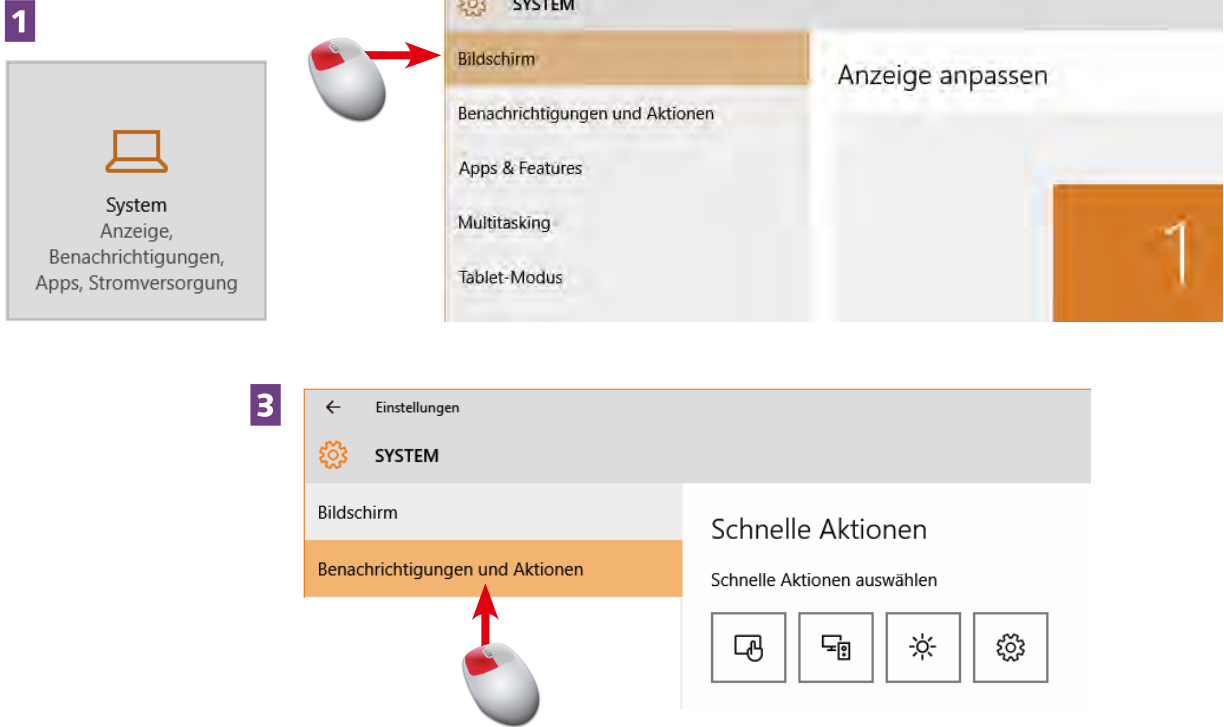 1
System
Anzeige,
Benachrichtigungen,
Apps, Stromversorgung
SYSTEM
Bildschirm
Benachrichtigungen und Aktionen
Apps & Features
Multitasking
Tablet-Modus
Anzeige anpassen
1
3
Einstellungen
SYSTEM
Bildschirm
Benachrichtigungen und Aktionen
Schnelle Aktionen
Schnelle Aktionen auswählen